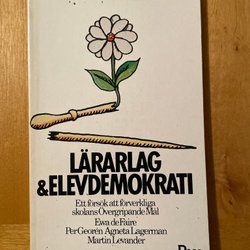 LÄRARLAG
& ELEVDEMOKRATI
Ett försök att förverkliga
skolans Övergripande Mål
Ewa de Faire
Per Georén Agneta Lagerman
Martin Levander